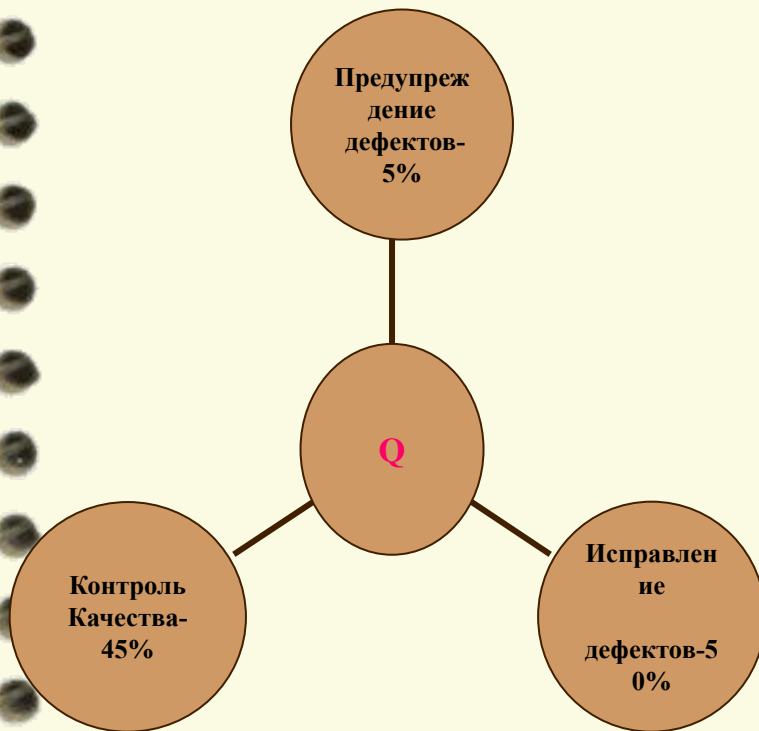 Предупреж
дение
дефектов-
5%
Q
Контроль
Качества-
45%
Исправлен
ие
дефектов-5
0%